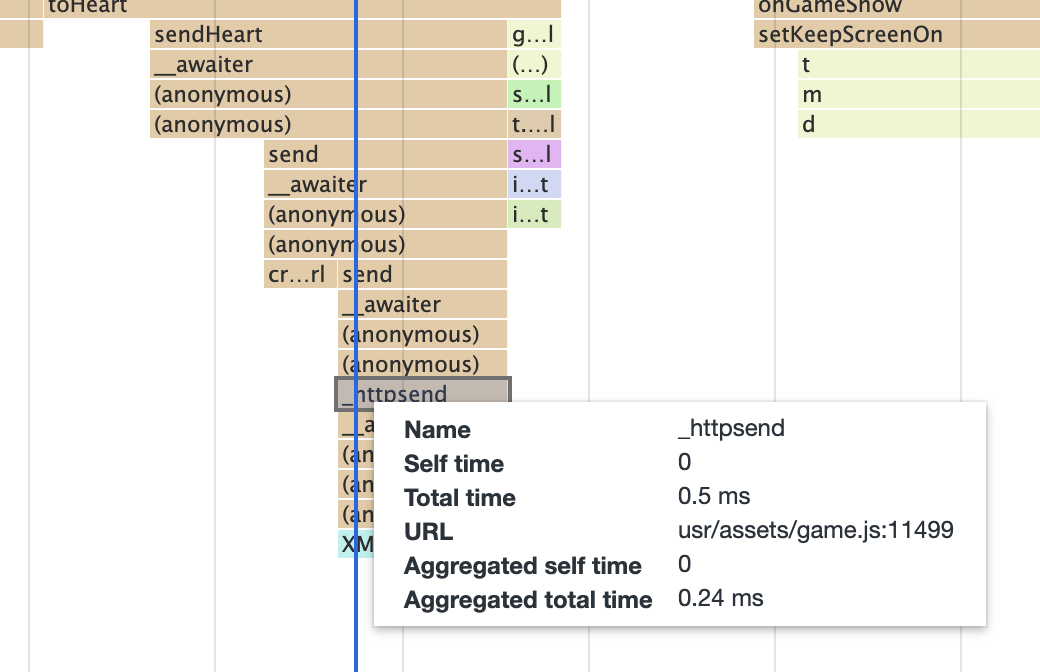 toHeart
onGameShow
sendHeart
g…l
setKeepScreenOn
__awaiter
(…)
t
(anonymous)
s…l
m
(anonymous)
t.…l
d
send
s…l
__awaiter
i…t
(anonymous)
i…t
(anonymous)
cr…rl
send
__awaiter
(anonymous)
(anonymous)
_httpsend
__a
(an
(an
(an
XM
Name _httpsend
Self time 0
Total time 0.5 ms
URL usr/assets/game.js:11499
Aggregated self time 0
Aggregated total time 0.24 ms